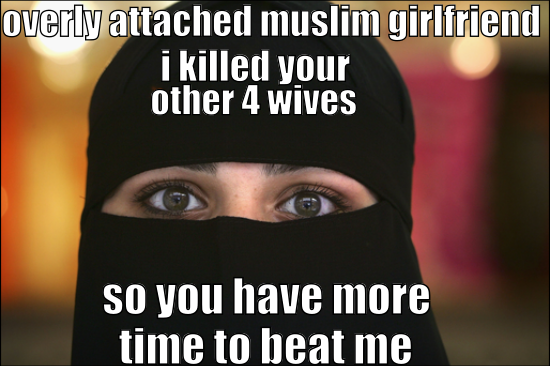 overly attached muslim girlfriend
i killed your
other 4 wives
so you have more
time to beat me